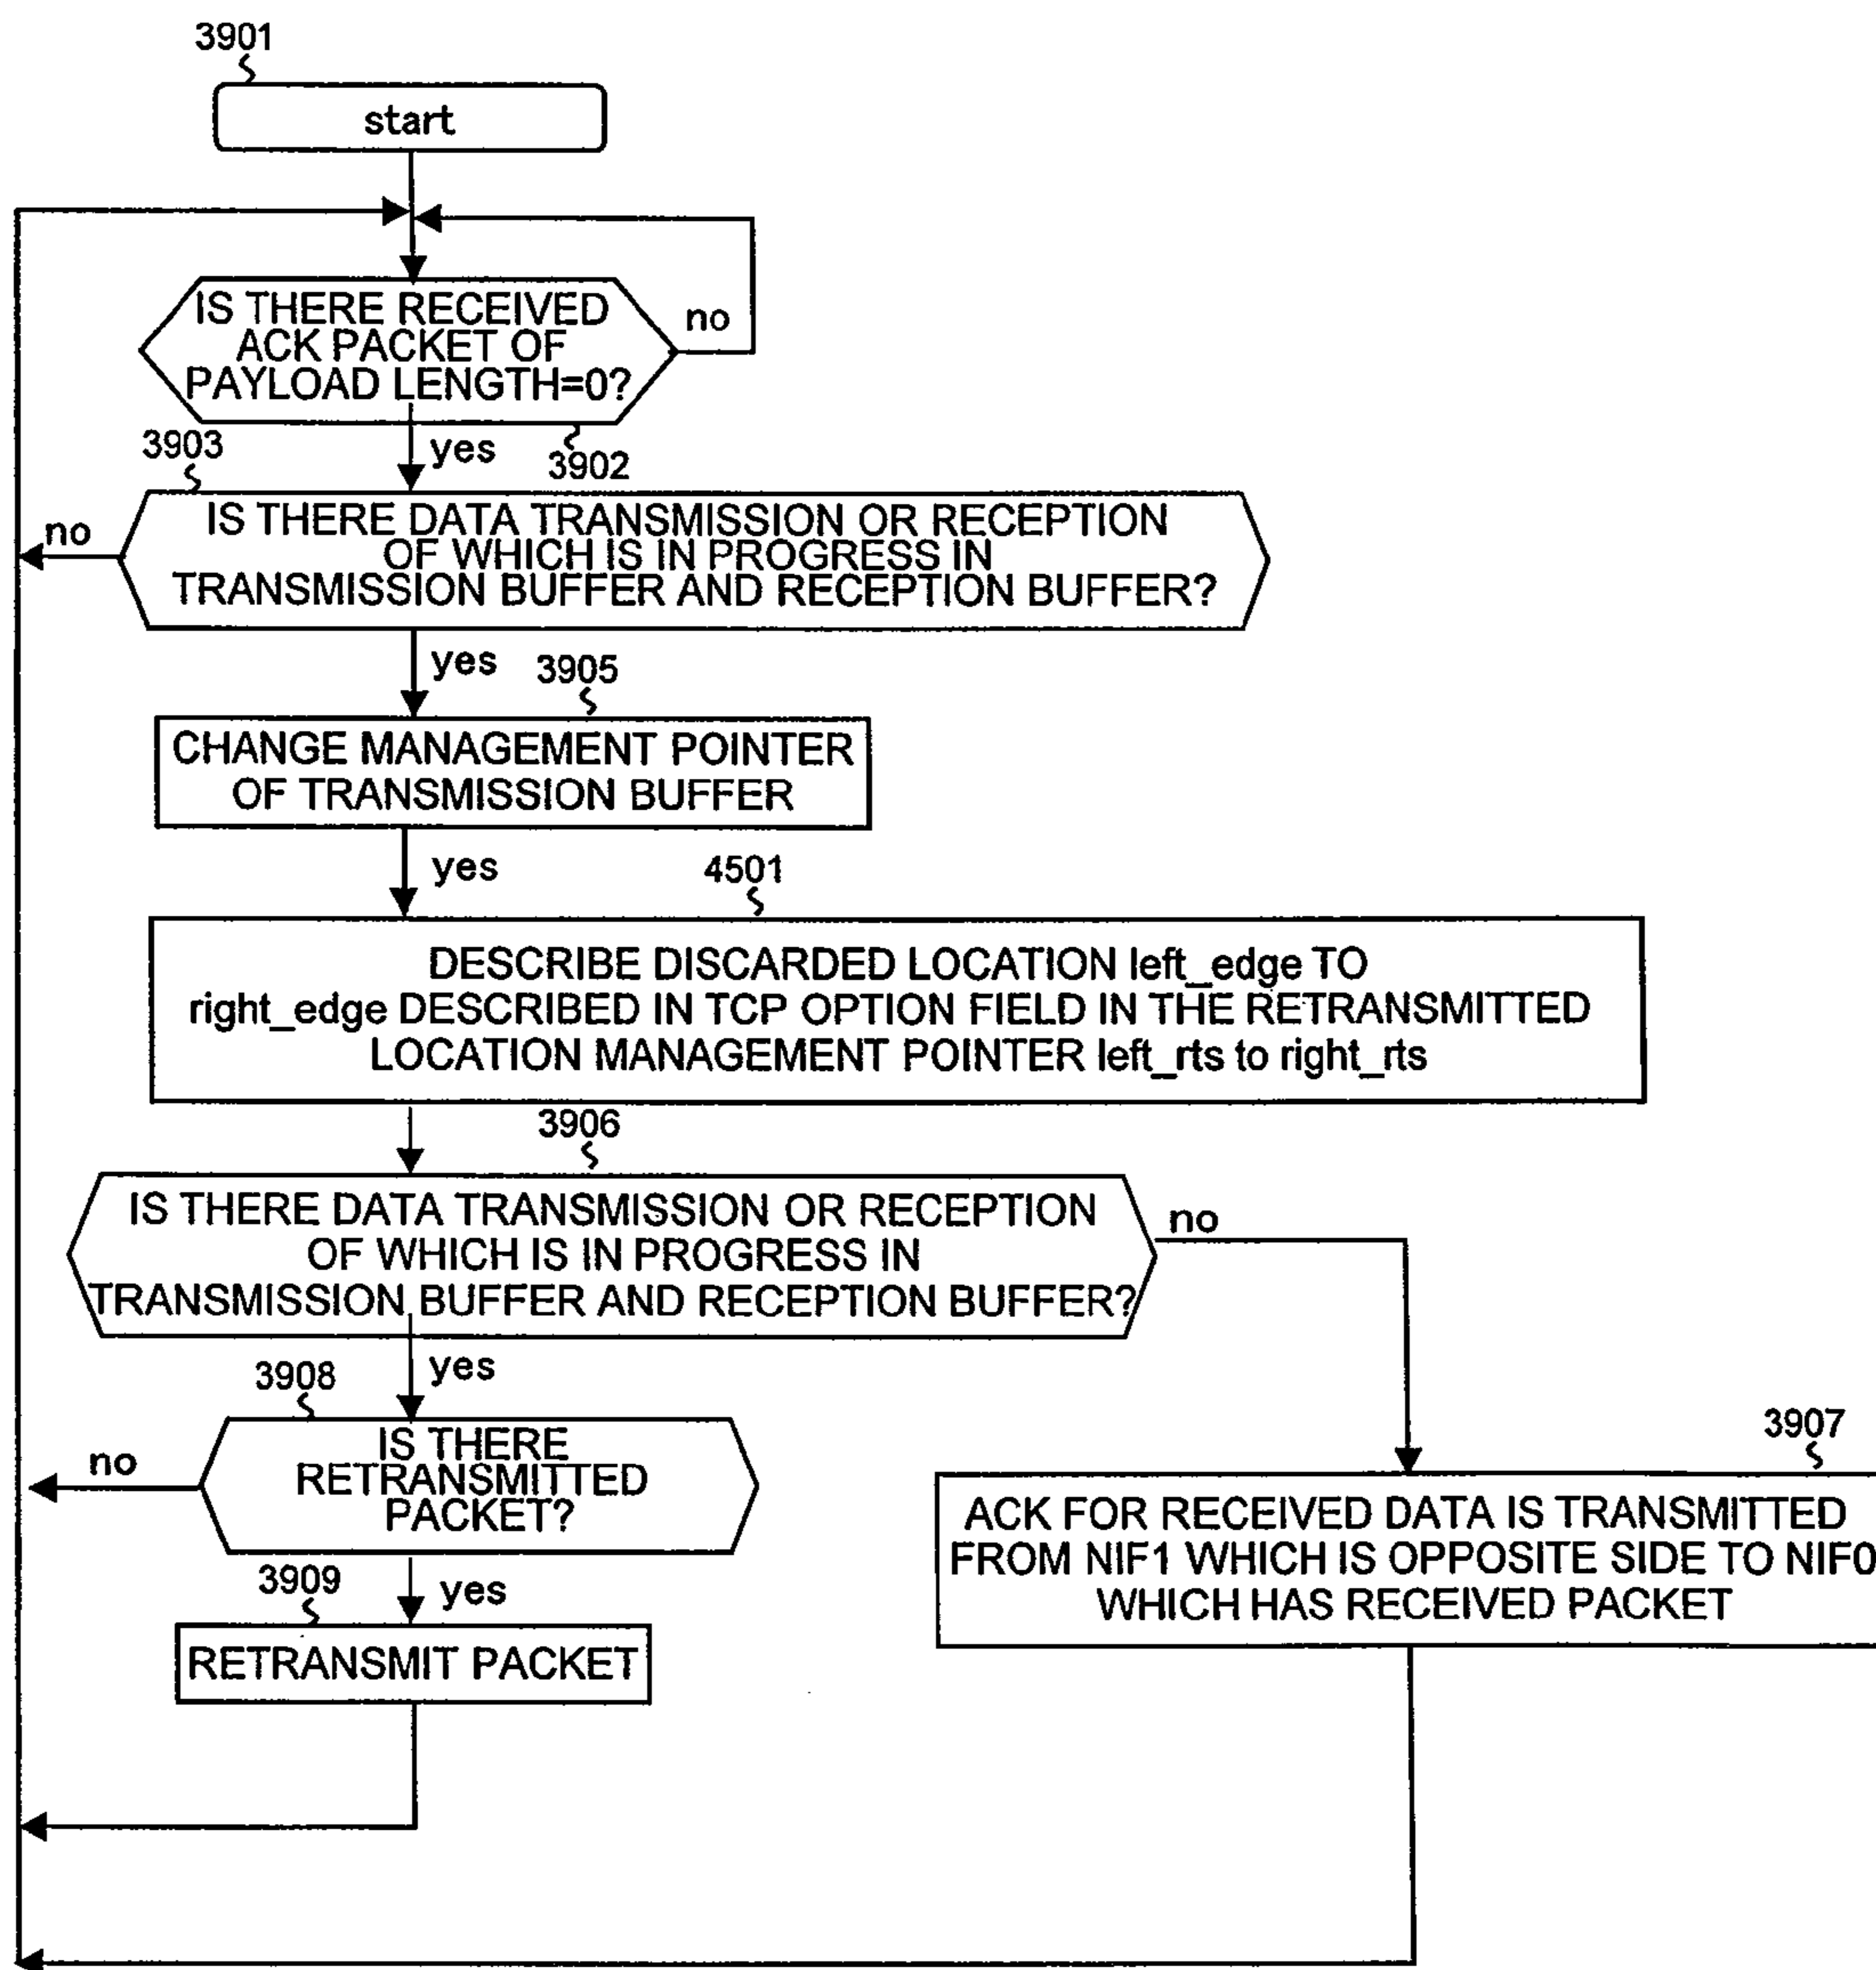 3901
start
IS THERE RECEIVED
ACK PACKET OF
PAYLOAD LENGTH=0?
no
yes
3902
3903
no
IS THERE DATA TRANSMISSION OR RECEPTION
OF WHICH IS IN PROGRESS IN
TRANSMISSION BUFFER AND RECEPTION BUFFER?
yes
3905
CHANGE MANAGEMENT POINTER
OF TRANSMISSION BUFFER
yes
4501
DESCRIBE DISCARDED LOCATION left_edge TO
right_edge DESCRIBED IN TCP OPTION FIELD IN THE RETRANSMITTED
LOCATION MANAGEMENT POINTER left_rts to right_rts
3906
IS THERE DATA TRANSMISSION OR RECEPTION
OF WHICH IS IN PROGRESS IN
TRANSMISSION BUFFER AND RECEPTION BUFFER?
no
yes
3908
IS THERE
RETRANSMITTED
PACKET?
no
yes
3909
RETRANSMIT PACKET
3907
ACK FOR RECEIVED DATA IS TRANSMITTED
FROM NIF1 WHICH IS OPPOSITE SIDE TO NIF0
WHICH HAS RECEIVED PACKET